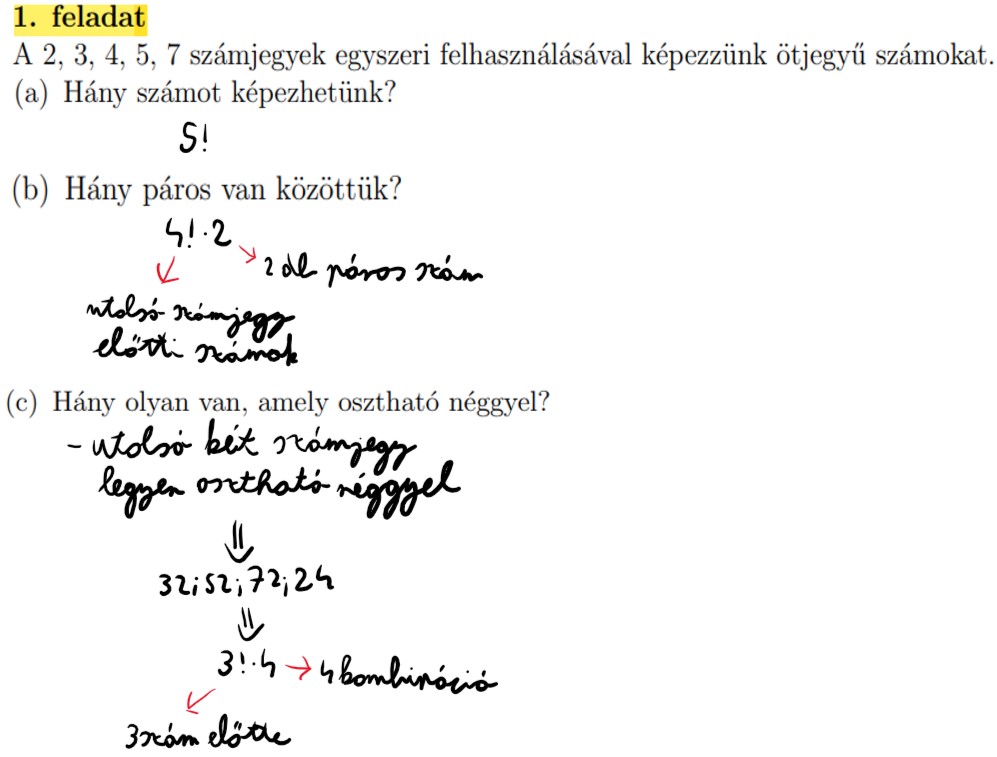 1. feladat
A 2, 3, 4, 5, 7 számjegyek egyszeri felhasználásával képezzünk ötjegyű számokat.
(a) Hány számot képezhetünk?
5!
(b) Hány páros van közöttük?
4! · 2
2 db páros szám
utolsó számjegy
előtti számok
(c) Hány olyan van, amely osztható néggyel?
- utolsó két számjegy
legyen osztható néggyel
⇓
32; 52; 72; 24
⇓
3! · 4 → 4 kombináció
3 szám előtte